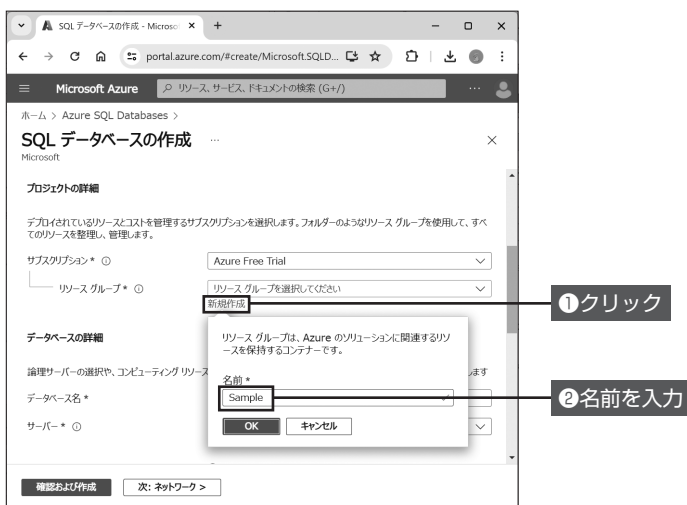 SQL データベースの作成 - Microso
portal.azure.com/#create/Microsoft.SQLD...
Microsoft Azure
リソース、サービス、ドキュメントの検索 (G+/)
ホーム > Azure SQL Databases >
SQL データベースの作成 ...
Microsoft
プロジェクトの詳細
デプロイされているリソースとコストを管理するサブスクリプションを選択します。フォルダーのようなリソース グループを使用して、すべ
てのリソースを整理し、管理します。
サブスクリプション *
Azure Free Trial
リソース グループ *
リソース グループを選択してください
新規作成
❶クリック
データベースの詳細
リソース グループは、Azure のソリューションに関連するリソ
ースを保持するコンテナーです。
論理サーバーの選択や、コンピューティング リソース
します
名前 *
データベース名 *
Sample
❷名前を入力
サーバー *
OK
キャンセル
確認および作成
次: ネットワーク >